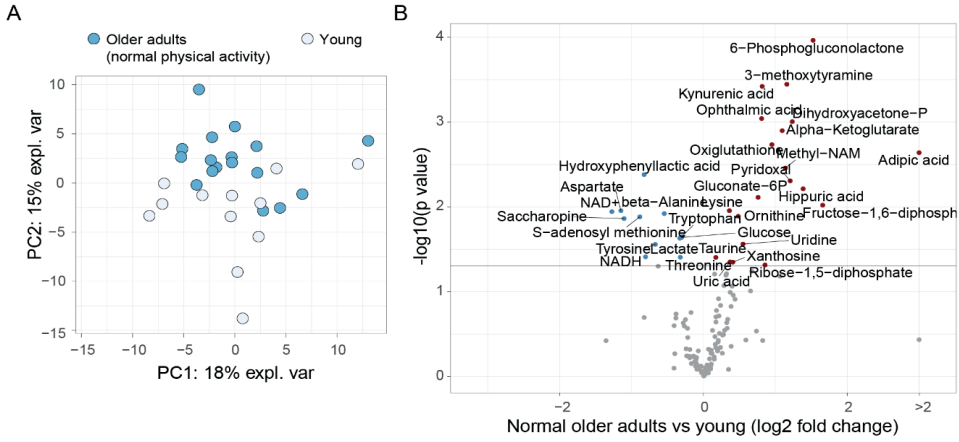 A
Older adults
(normal physical activity)
Young
10
5
0
−5
−10
−15
−15
−10
−5
0
5
10
PC1: 18% expl. var
PC2: 15% expl. var
B
4
3
2
1
0
-log10(p value)
6-Phosphogluconolactone
3-methoxytyramine
Kynurenic acid
Ophthalmic acid
Dihydroxyacetone−P
Alpha-Ketoglutarate
Oxiglutathione
Methyl−NAM
Adipic acid
Hydroxyphenyllactic acid
Pyridoxal
Aspartate
Gluconate−6P
Hippuric acid
NAD+
beta-Alanine
Lysine
Fructose−1,6−diphosph
Saccharopine
Tryptophan
Ornithine
S-adenosyl methionine
Glucose
Uridine
Tyrosine
Lactate
Taurine
NADH
Threonine
Xanthosine
Uric acid
Ribose−1,5−diphosphate
−2
0
2
>2
Normal older adults vs young (log2 fold change)